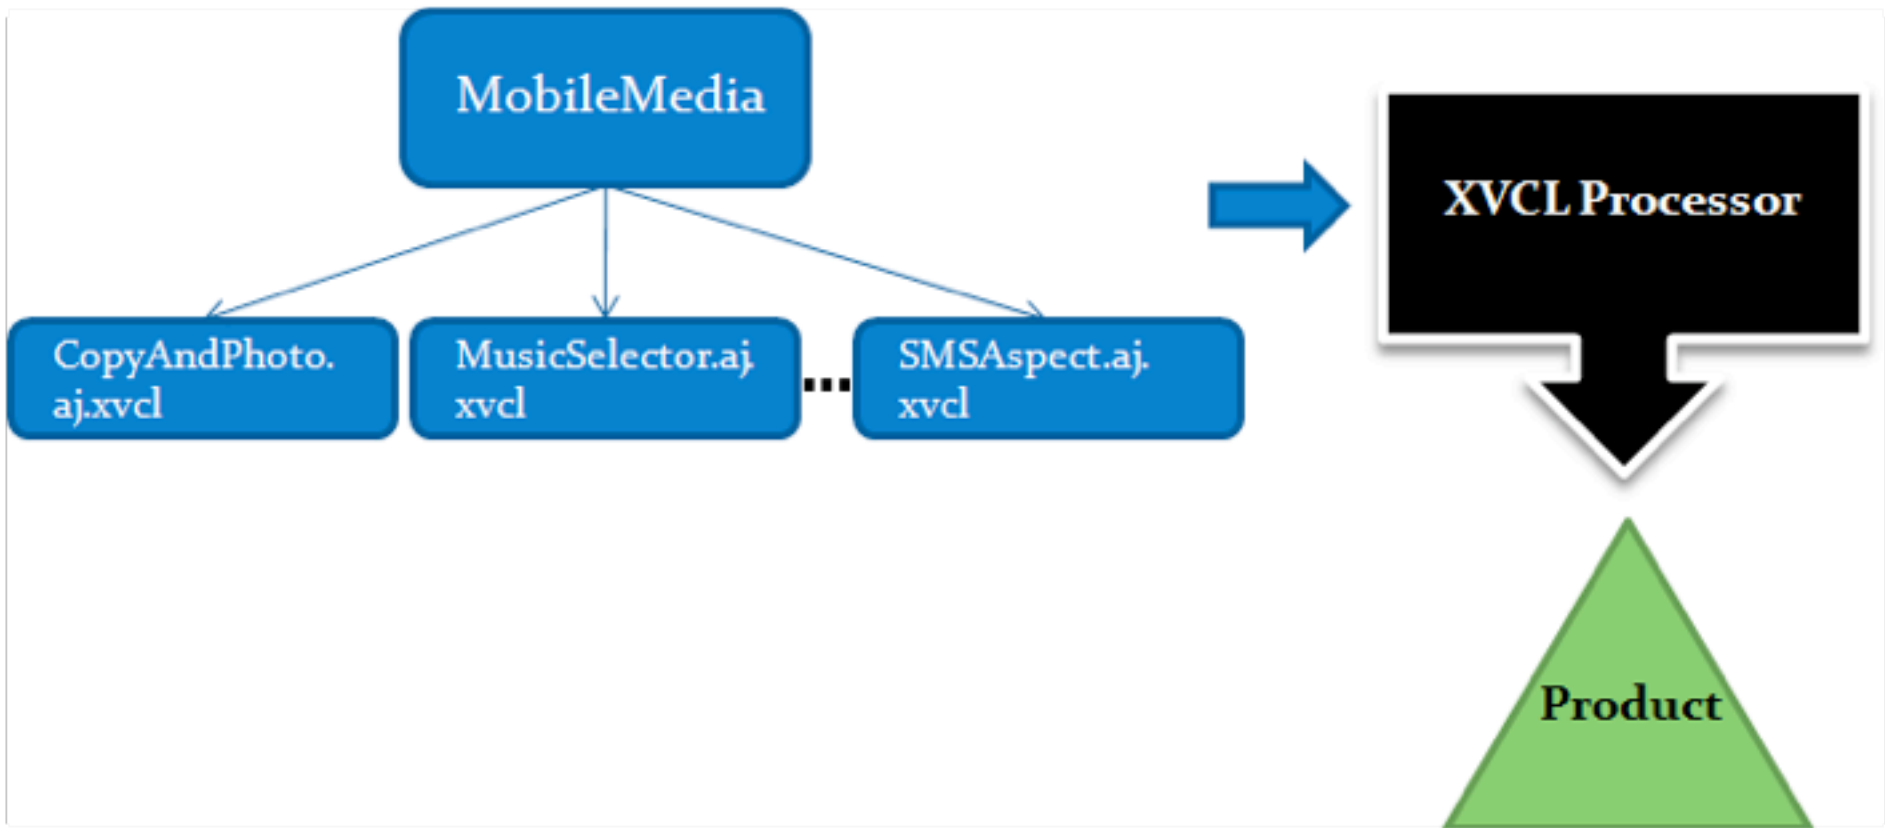 MobileMedia
XVCL Processor
CopyAndPhoto.
aj.xvcl
MusicSelector.aj.
xvcl
SMSAspect.aj.
xvcl
Product